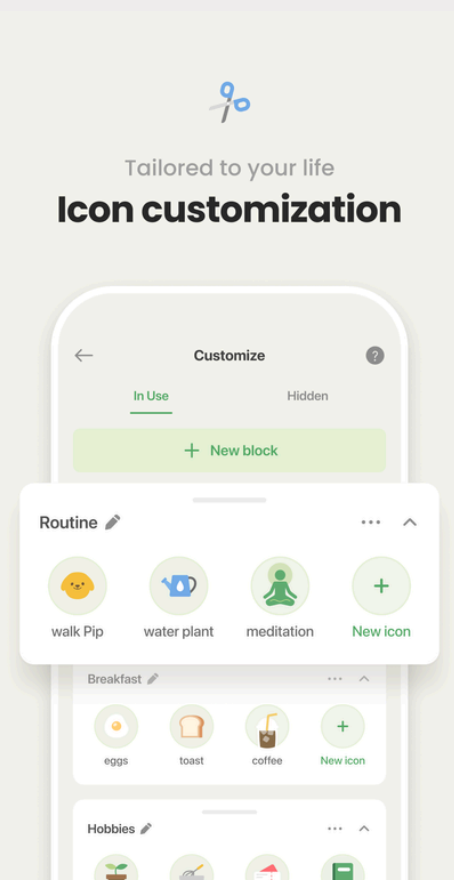 Tailored to your life
Icon customization
Customize
?
In Use Hidden
+ New block
Routine
walk Pip water plant meditation New icon
Breakfast
eggs toast coffee New icon
Hobbies